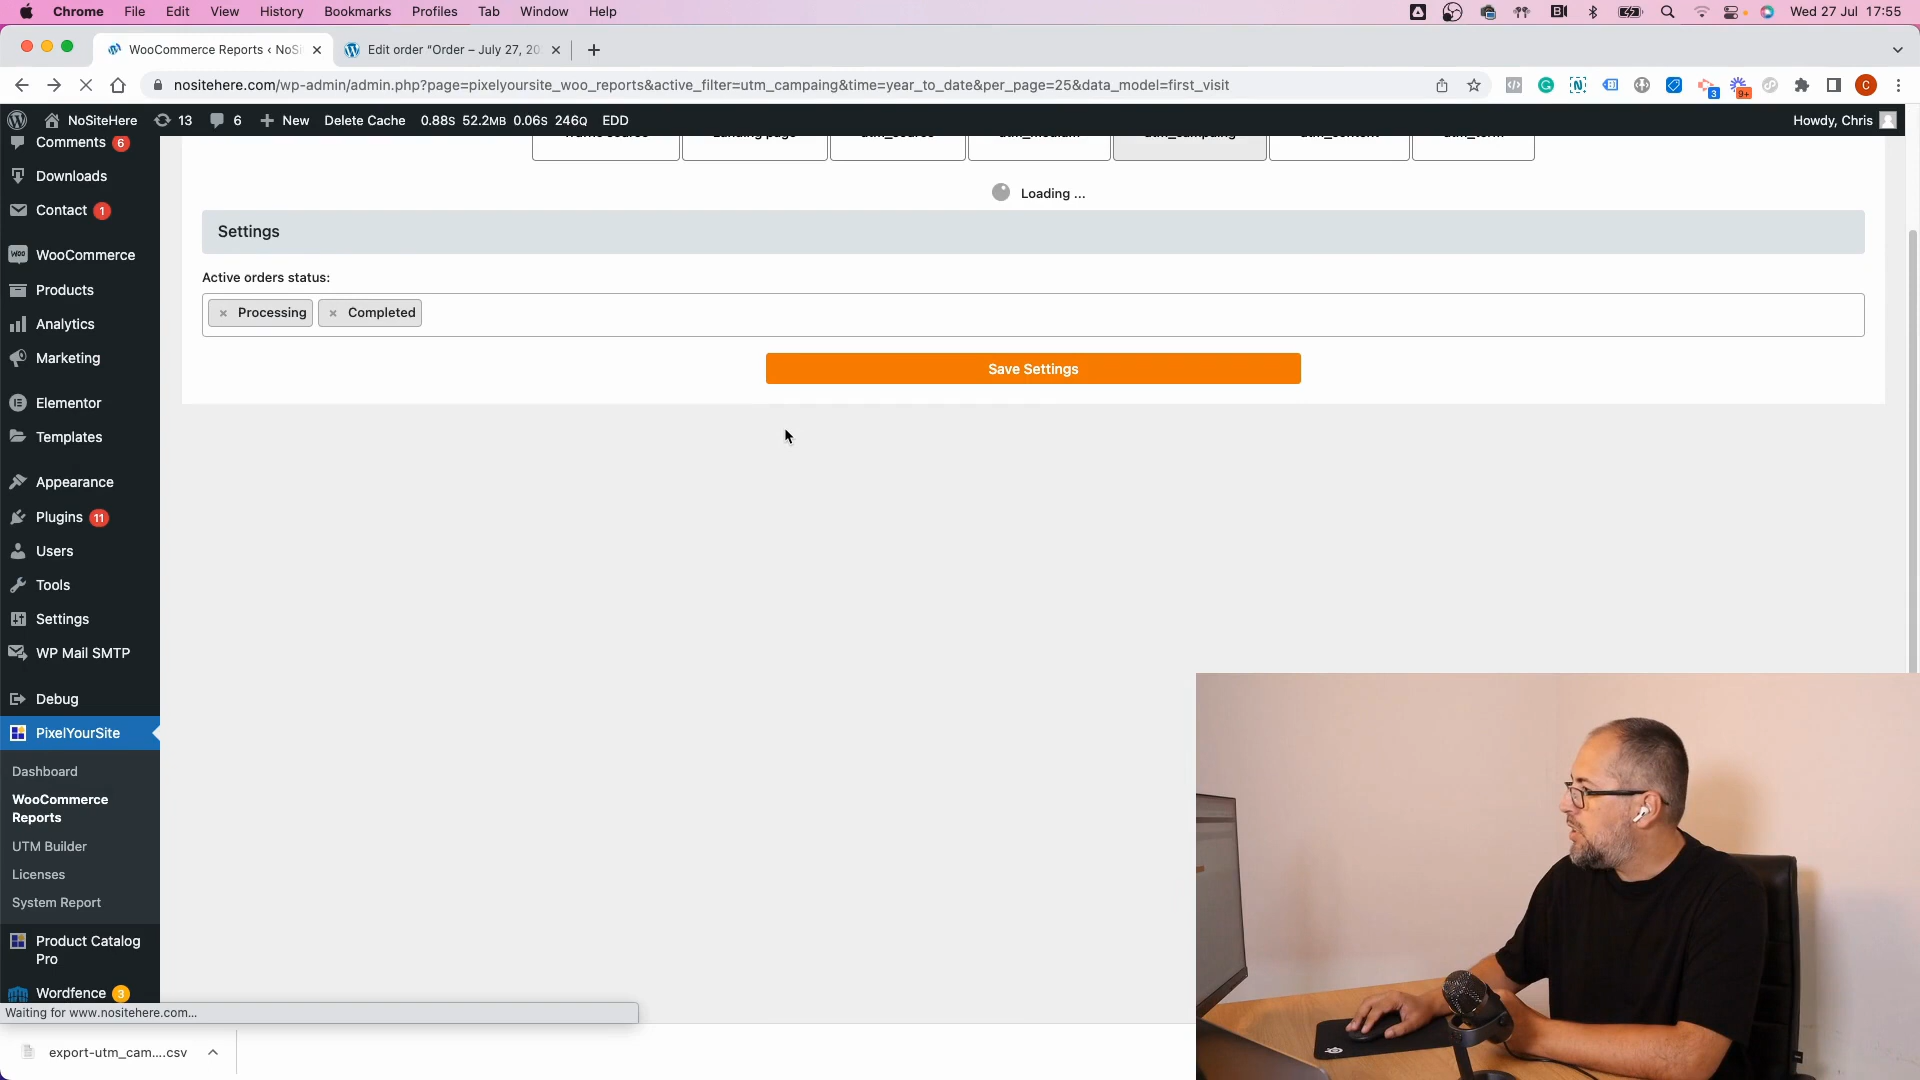 Chrome File Edit View History Bookmarks Profiles Tab Window Help Wed 27 Jul 17:55
WooCommerce Reports ‹ NoSi Edit order "Order – July 27, 20
nositehere.com/wp-admin/admin.php?page=pixelyoursite_woo_reports&active_filter=utm_campaing&time=year_to_date&per_page=25&data_model=first_visit 3 9+ C
NoSiteHere 13 6 New Delete Cache 0.88S 52.2MB 0.06S 246Q EDD Howdy, Chris
Comments 6
Downloads
Contact 1
WooCommerce
Products
Analytics
Marketing
Elementor
Templates
Appearance
Plugins 11
Users
Tools
Settings
WP Mail SMTP
Debug
PixelYourSite
Dashboard
WooCommerce
Reports
UTM Builder
Licenses
System Report
Product Catalog
Pro
Wordfence 3
Loading ...
Settings
Active orders status:
× Processing × Completed
Save Settings
Waiting for www.nositehere.com...
export-utm_cam....csv